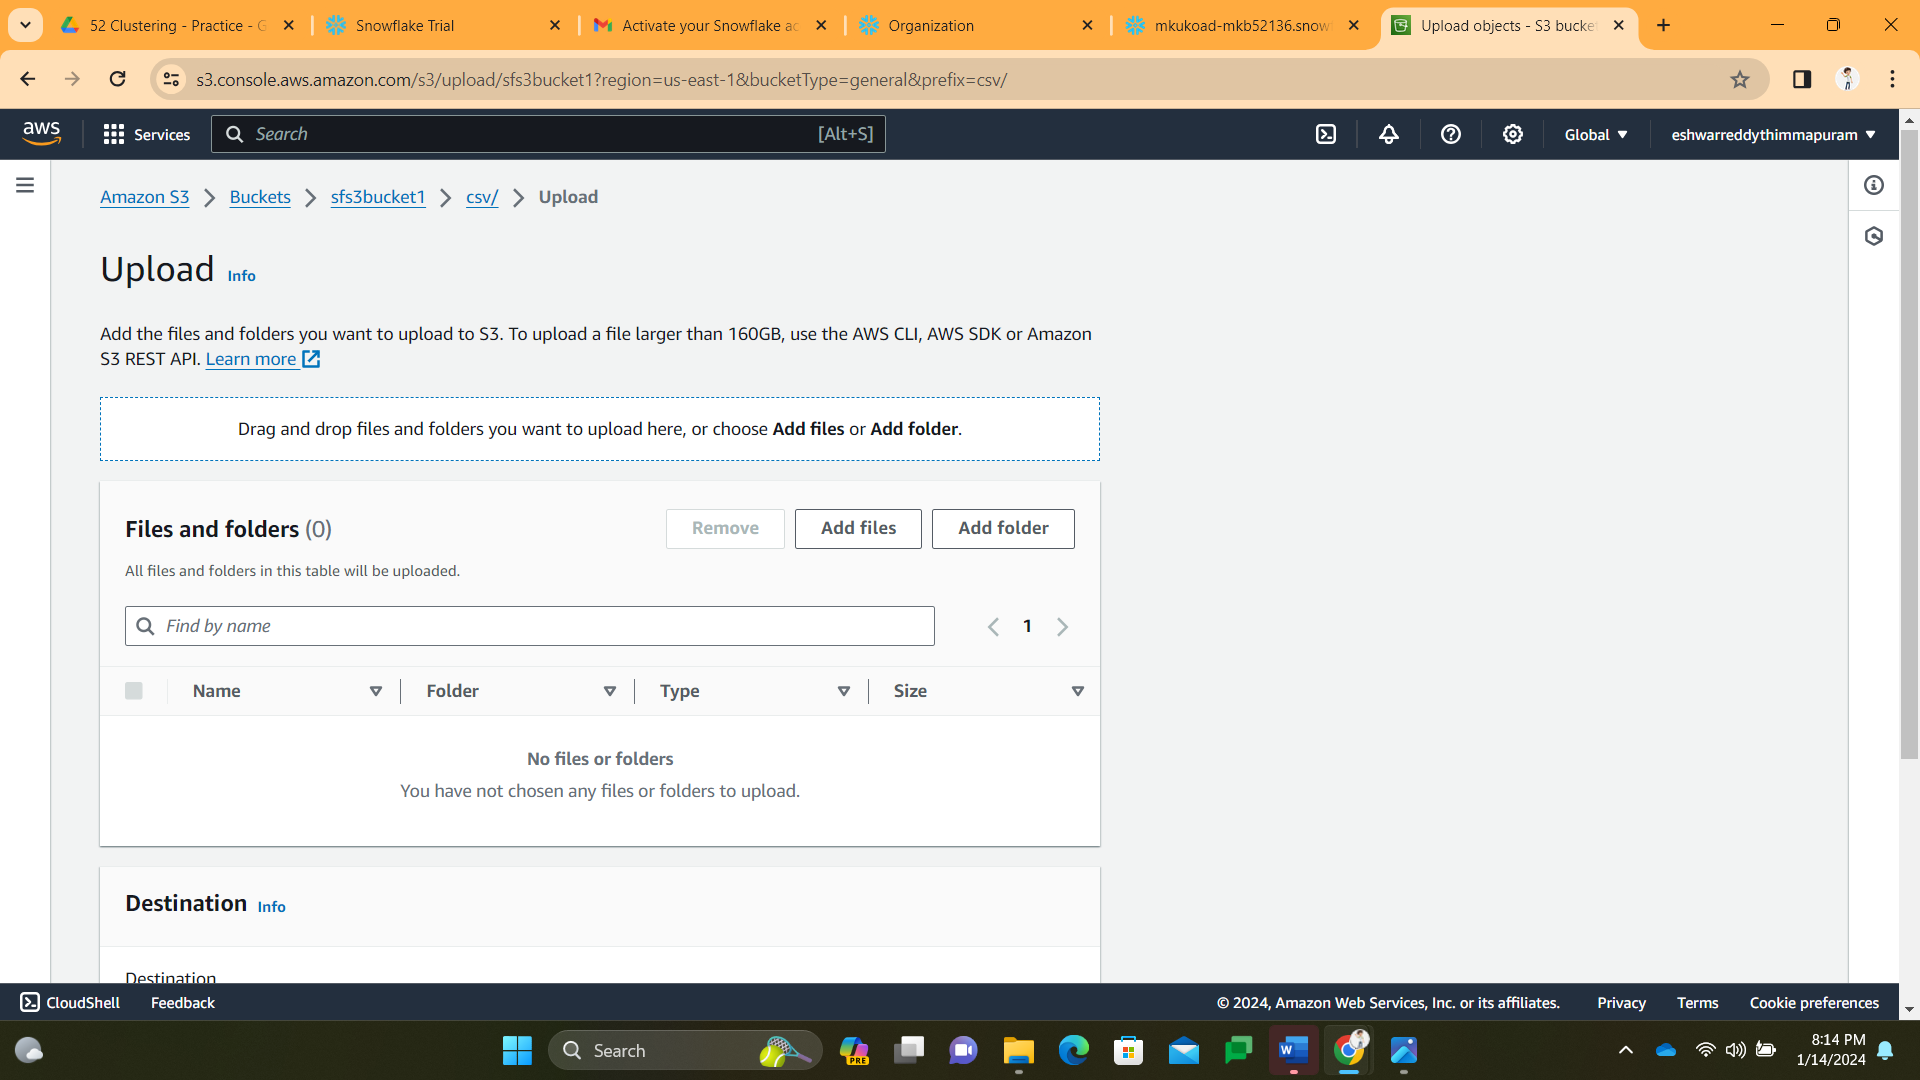 52 Clustering - Practice - G
Snowflake Trial
Activate your Snowflake ac
Organization
mkukoad-mkb52136.snow
Upload objects - S3 bucke
s3.console.aws.amazon.com/s3/upload/sfs3bucket1?region=us-east-1&bucketType=general&prefix=csv/
aws
Services
Search
[Alt+S]
Global
eshwarreddythimmapuram
Amazon S3 > Buckets > sfs3bucket1 > csv/ > Upload
Upload Info
Add the files and folders you want to upload to S3. To upload a file larger than 160GB, use the AWS CLI, AWS SDK or Amazon
S3 REST API. Learn more
Drag and drop files and folders you want to upload here, or choose Add files or Add folder.
Files and folders (0)
Remove
Add files
Add folder
All files and folders in this table will be uploaded.
Find by name
1
Name
Folder
Type
Size
No files or folders
You have not chosen any files or folders to upload.
Destination Info
Destination
CloudShell
Feedback
© 2024, Amazon Web Services, Inc. or its affiliates.
Privacy
Terms
Cookie preferences
Search
PRE
W
8:14 PM
1/14/2024